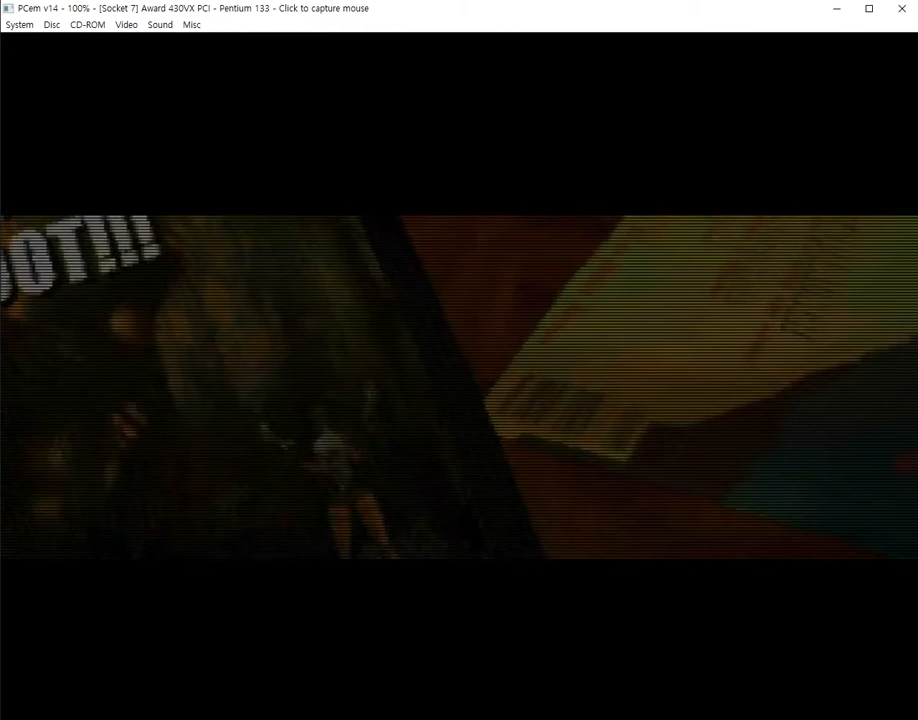 PCem v14 - 100% - [Socket 7] Award 430VX PCI - Pentium 133 - Click to capture mouse
System Disc CD-ROM Video Sound Misc
OOT!!!